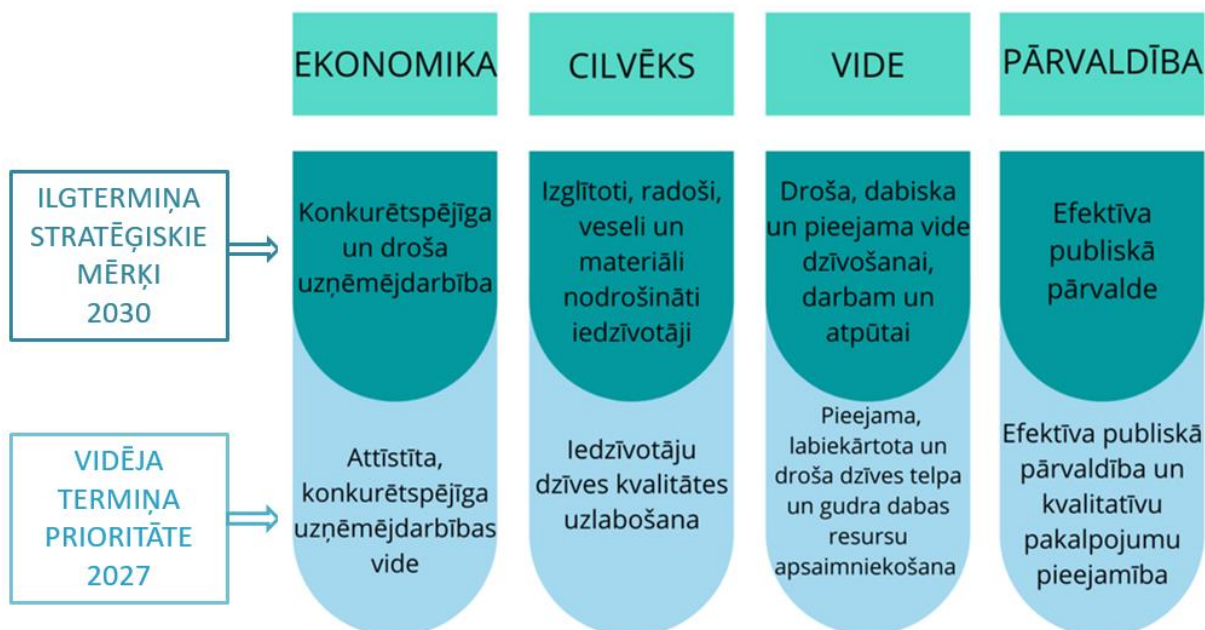 EKONOMIKA
CILVĒKS
VIDE
PĀRVALDĪBA
ILGTERMIŅA
STRATĒĢISKIE
MĒRĶI
2030
Konkurētspējīga
un droša
uzņēmējdarbība
Izglītoti, radoši,
veseli un
materiāli
nodrošināti
iedzīvotāji
Droša, dabiska
un pieejama vide
dzīvošanai,
darbam un
atpūtai
Efektīva
publiskā
pārvalde
VIDĒJA
TERMIŅA
PRIORITĀTE
2027
Attīstīta,
konkurētspējīga
uzņēmējdarbības
vide
Iedzīvotāju
dzīves kvalitātes
uzlabošana
Pieejama,
labiekārtota un
droša dzīves telpa
un gudra dabas
resursu
apsaimniekošana
Efektīva publiskā
pārvaldība un
kvalitatīvu
pakalpojumu
pieejamība